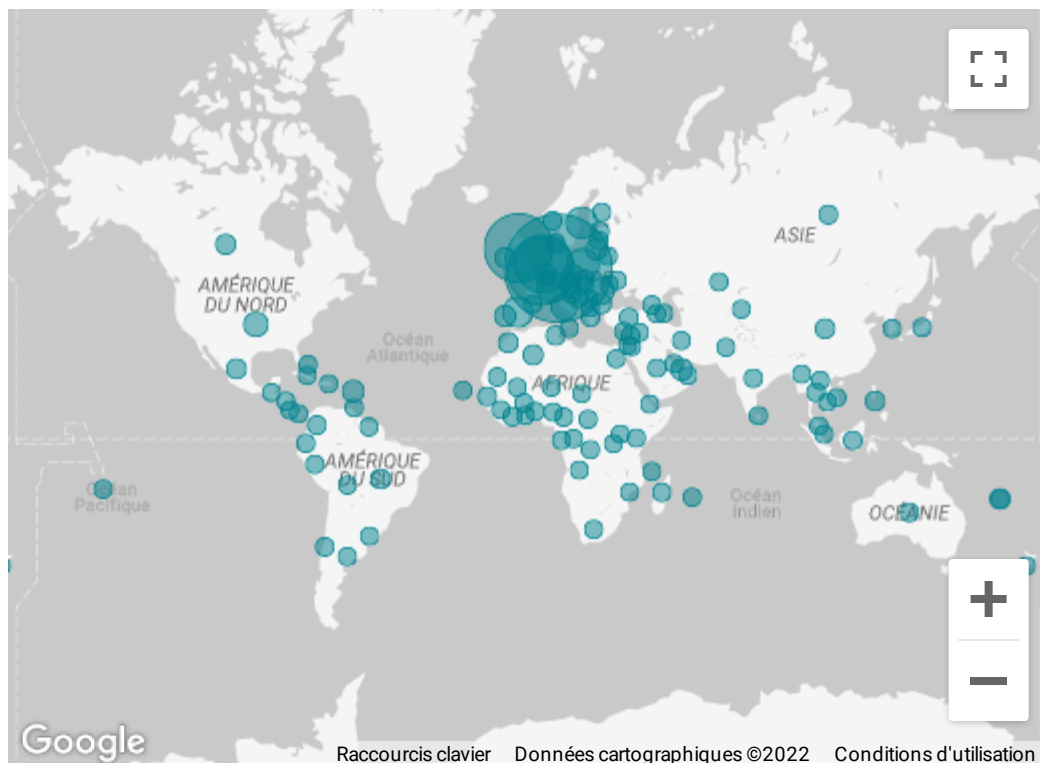 ASIE
AMÉRIQUE
DU NORD
Océan
Atlantique
AFRIQUE
AMÉRIQUE
DU SUD
Océan
Pacifique
Océan
Indien
OCÉANIE
Google
Raccourcis clavier Données cartographiques ©2022 Conditions d'utilisation